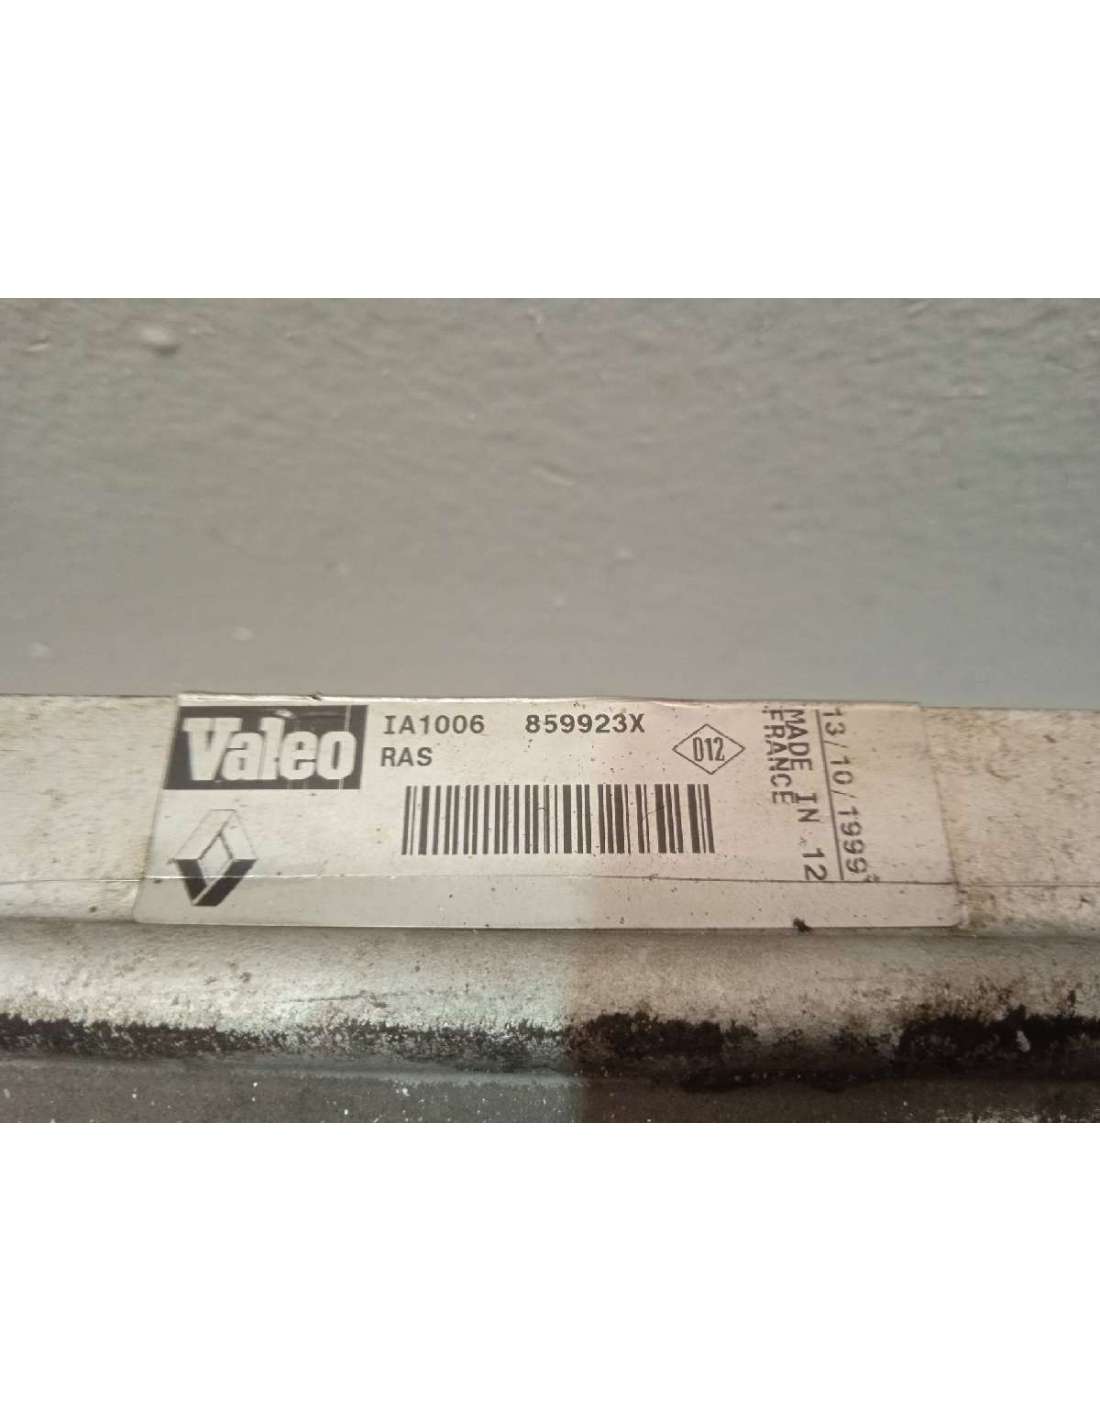 Valeo
IA1006 859923X
RAS
D12
13/10/1999
MADE IN 12
FRANCE